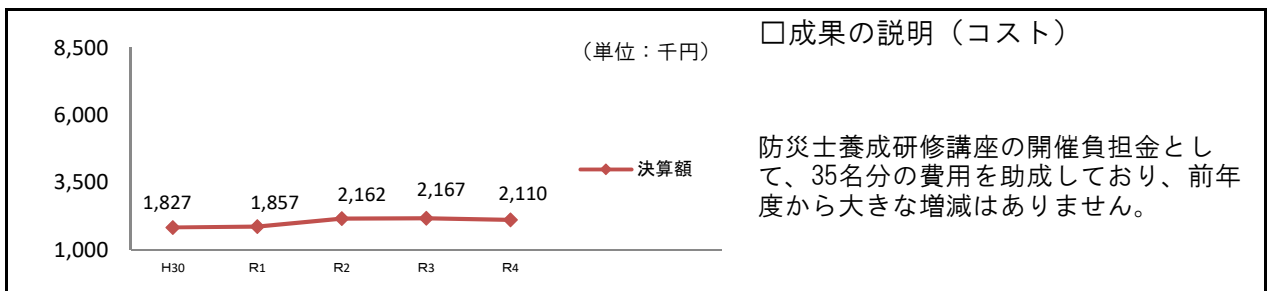 8,500
6,000
3,500
1,000
（単位：千円）
1,827
1,857
2,162
2,167
2,110
決算額
H30
R1
R2
R3
R4
□成果の説明（コスト）
防災士養成研修講座の開催負担金とし
て、35名分の費用を助成しており、前年
度から大きな増減はありません。